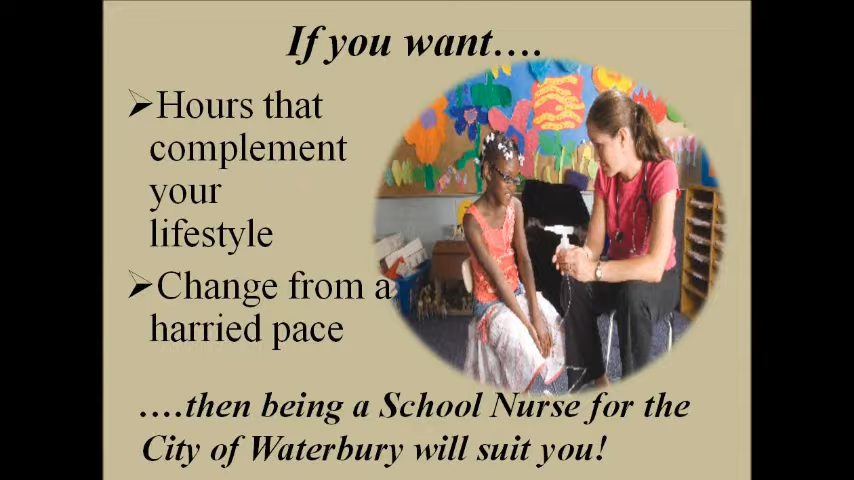 If you want….
➢Hours that
complement
your
lifestyle
➢Change from a
harried pace
….then being a School Nurse for the
City of Waterbury will suit you!